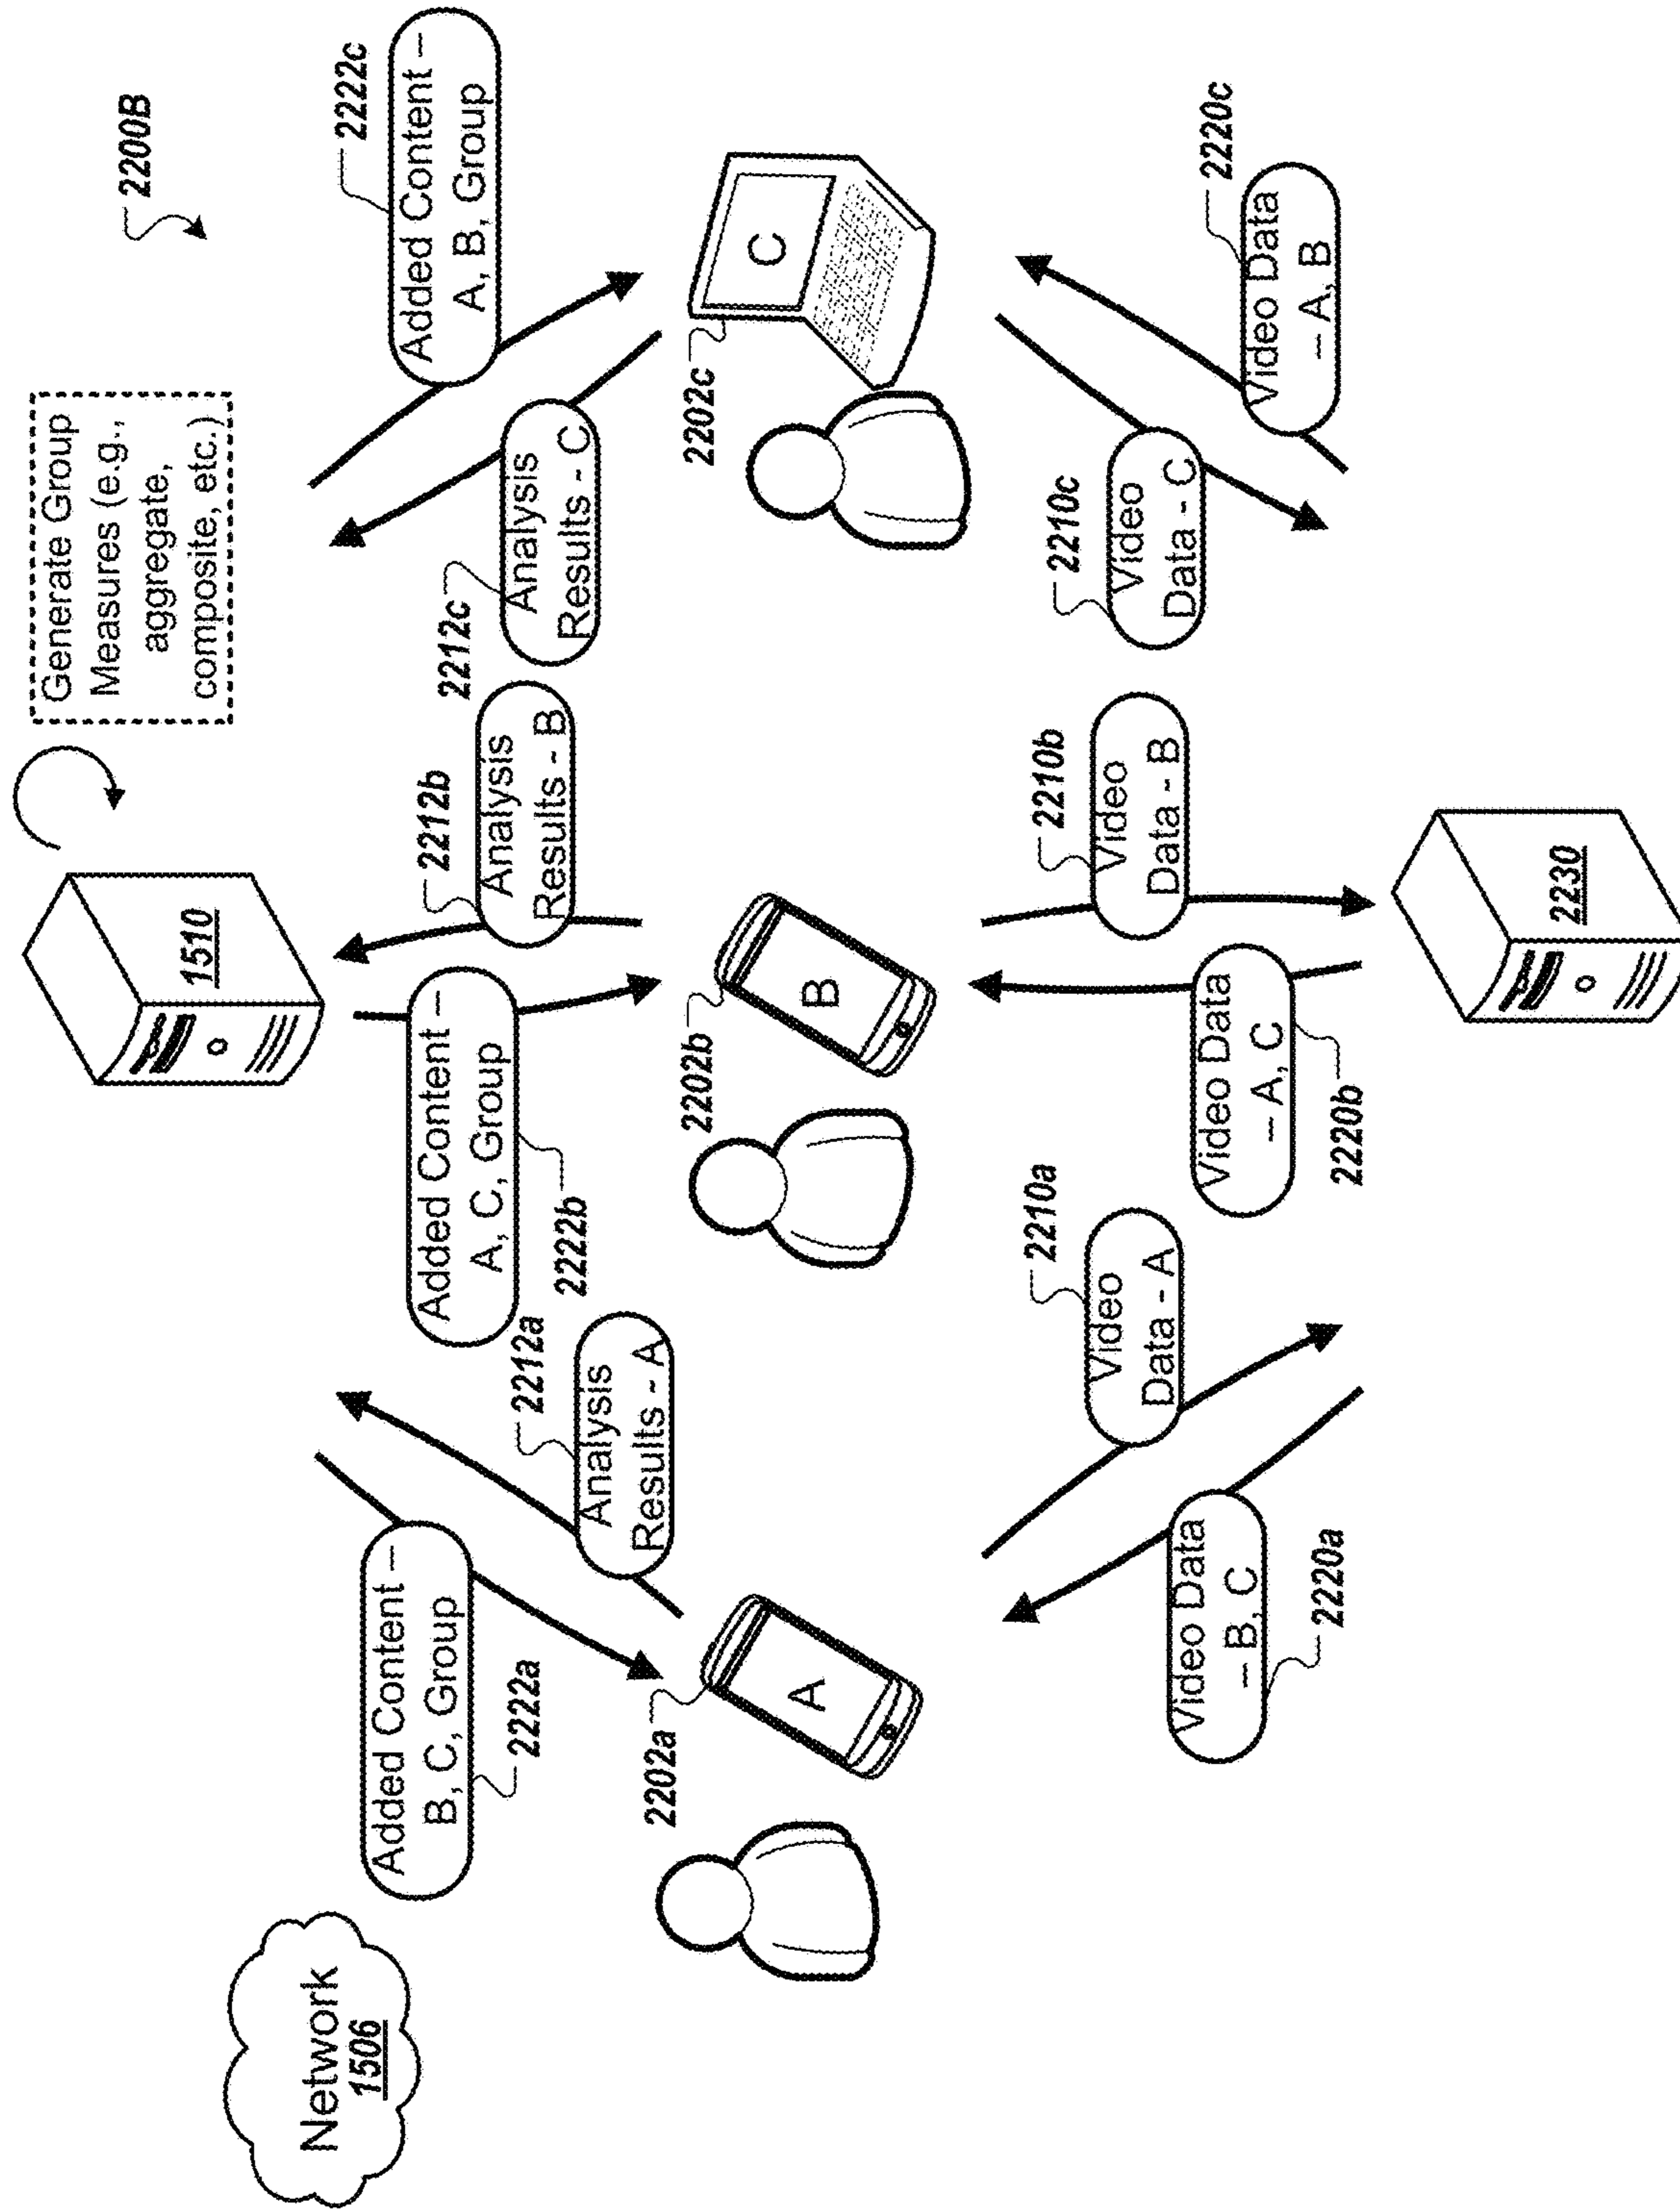 2200B
Generate Group
Measures (e.g.,
aggregate,
composite, etc.)
1510
Network
1506
Added Content –
B, C, Group
2222a
Analysis
Results - A
2212a
Added Content –
A, C, Group
2222b
Analysis
Results - B
2212b
Analysis
Results - C
2212c
Added Content –
A, B, Group
2222c
2202a
A
2202b
B
2202c
C
Video Data
– B, C
2220a
Video
Data - A
2210a
Video Data
– A, C
2220b
Video
Data - B
2210b
Video
Data - C
2210c
Video Data
– A, B
2220c
2230